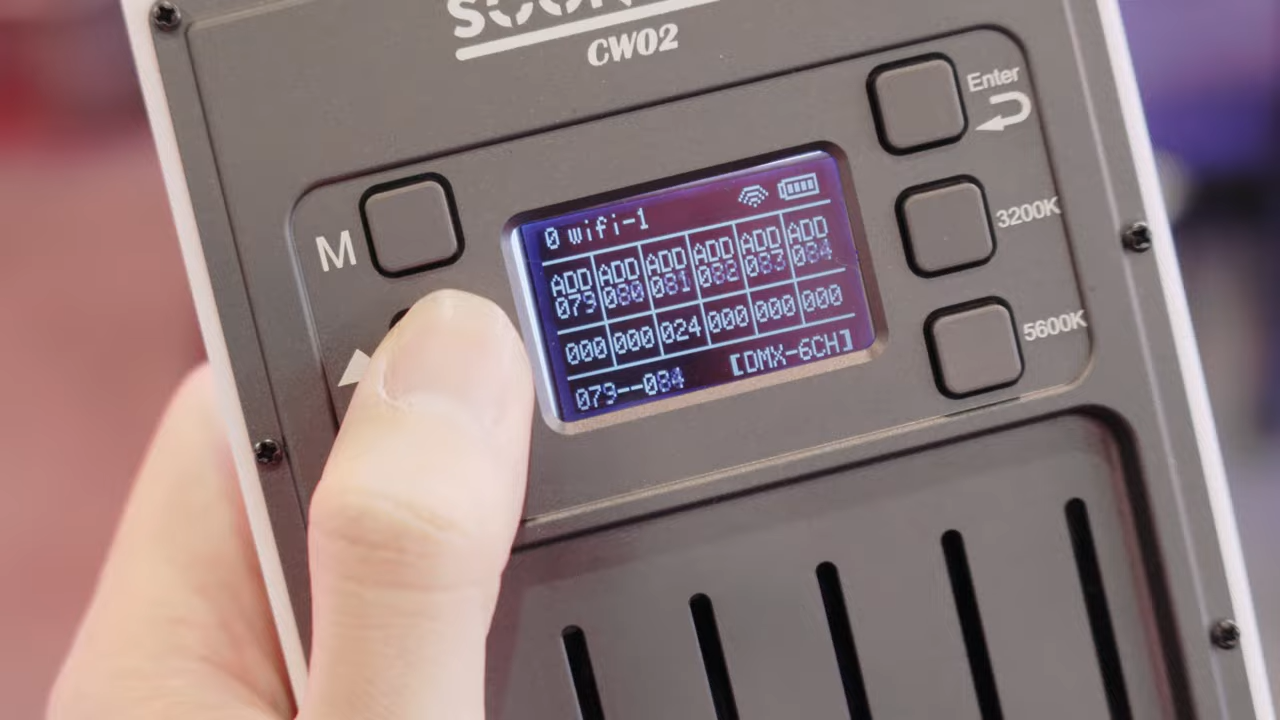 CW02
Enter
M
3200K
5600K
0 wifi-1
ADD ADD ADD ADD ADD ADD
079 080 081 082 083 084
000 000 024 000 000 000
079--084 [DMX-6CH]